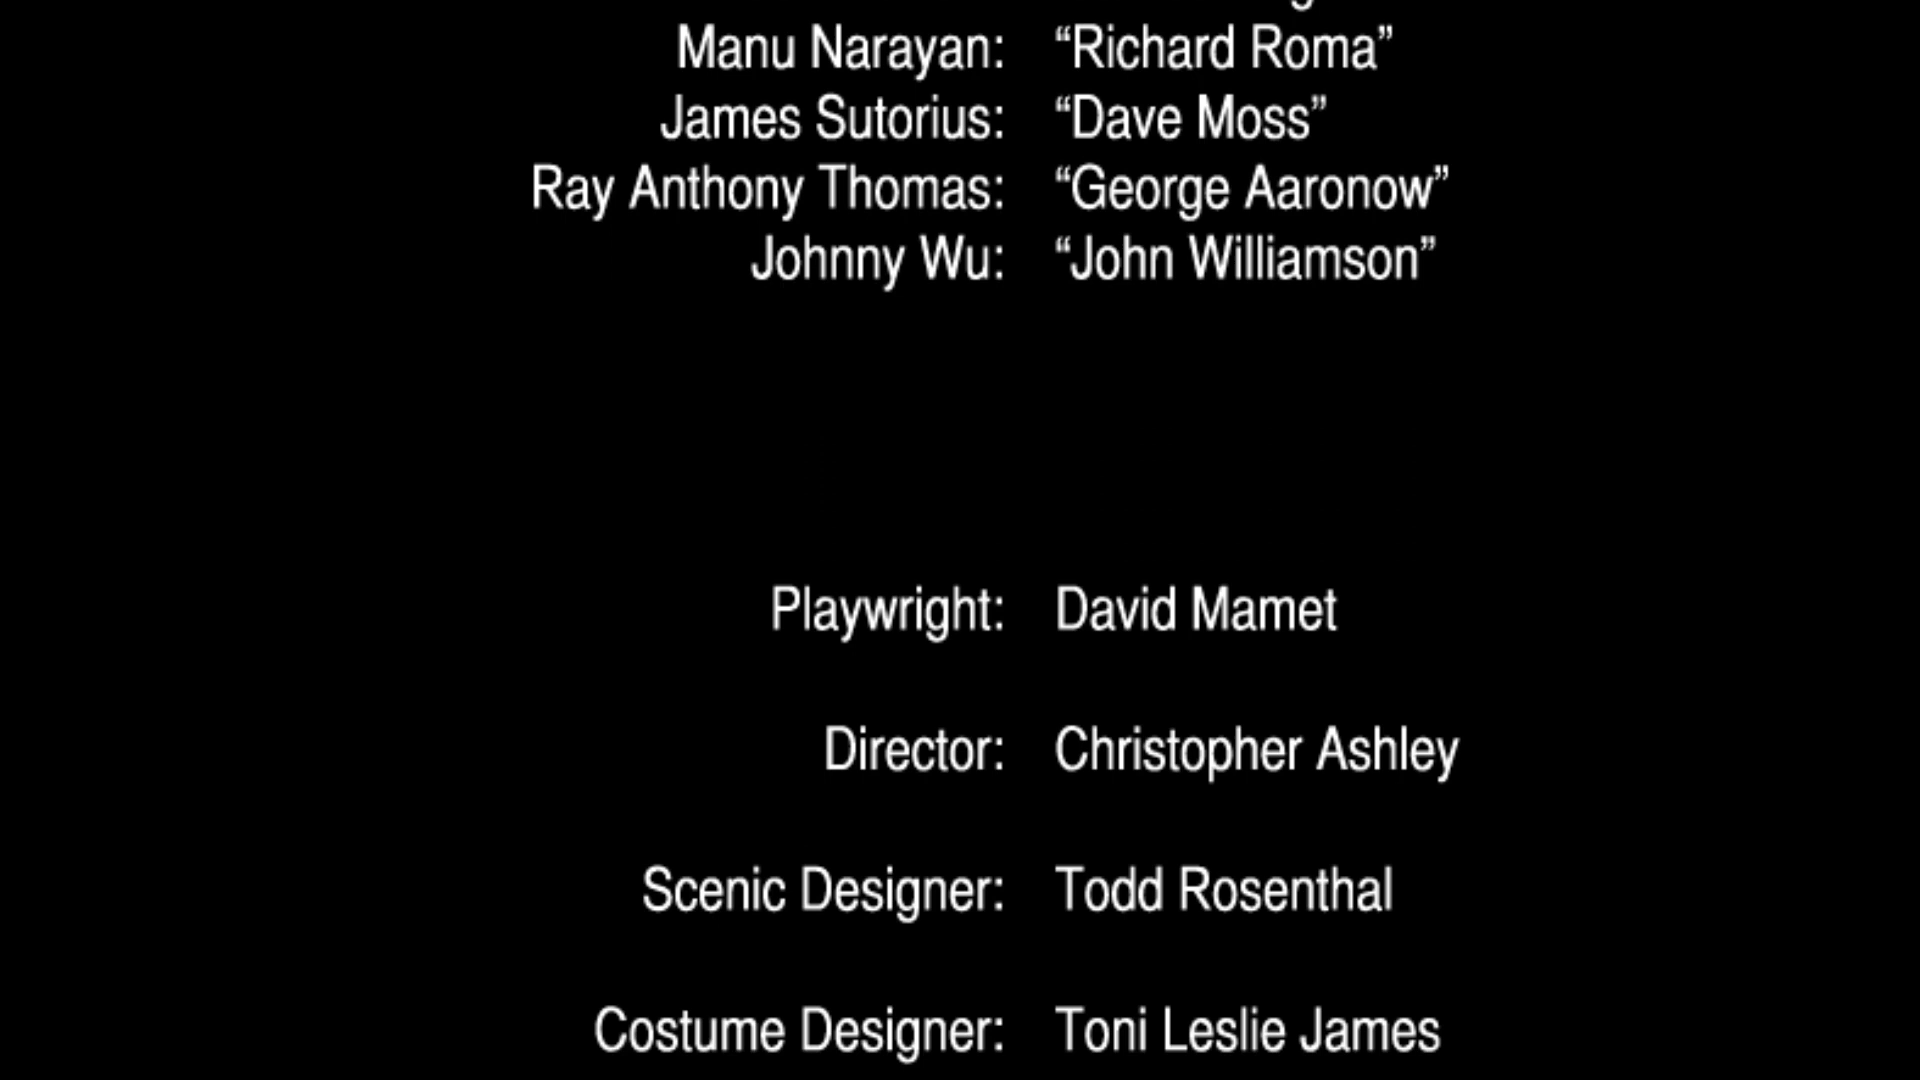 Manu Narayan: “Richard Roma”
James Sutorius: “Dave Moss”
Ray Anthony Thomas: “George Aaronow”
Johnny Wu: “John Williamson”
Playwright: David Mamet
Director: Christopher Ashley
Scenic Designer: Todd Rosenthal
Costume Designer: Toni Leslie James